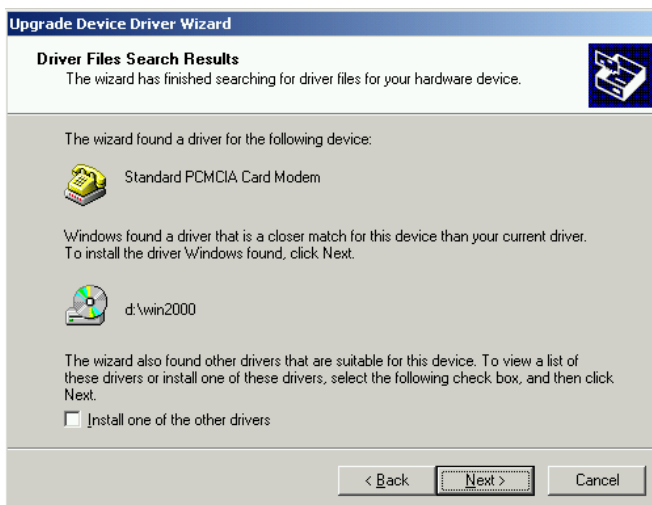 Upgrade Device Driver Wizard
Driver Files Search Results
The wizard has finished searching for driver files for your hardware device.
The wizard found a driver for the following device:
Standard PCMCIA Card Modem
Windows found a driver that is a closer match for this device than your current driver.
To install the driver Windows found, click Next.
d:\win2000
The wizard also found other drivers that are suitable for this device. To view a list of
these drivers or install one of these drivers, select the following check box, and then click
Next.
Install one of the other drivers
< Back Next > Cancel